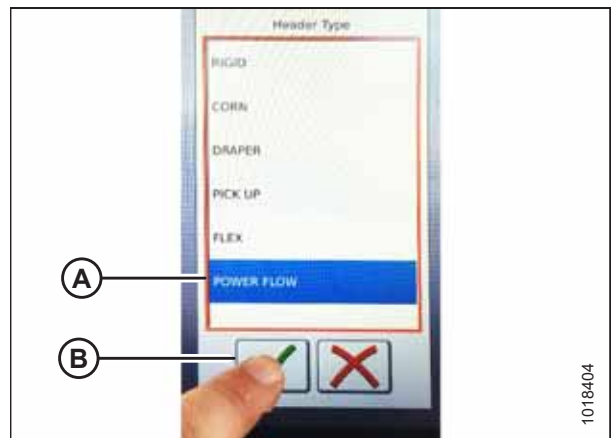 Header Type
RIGID
CORN
DRAPER
PICK UP
FLEX
POWER FLOW
A
B
1018404